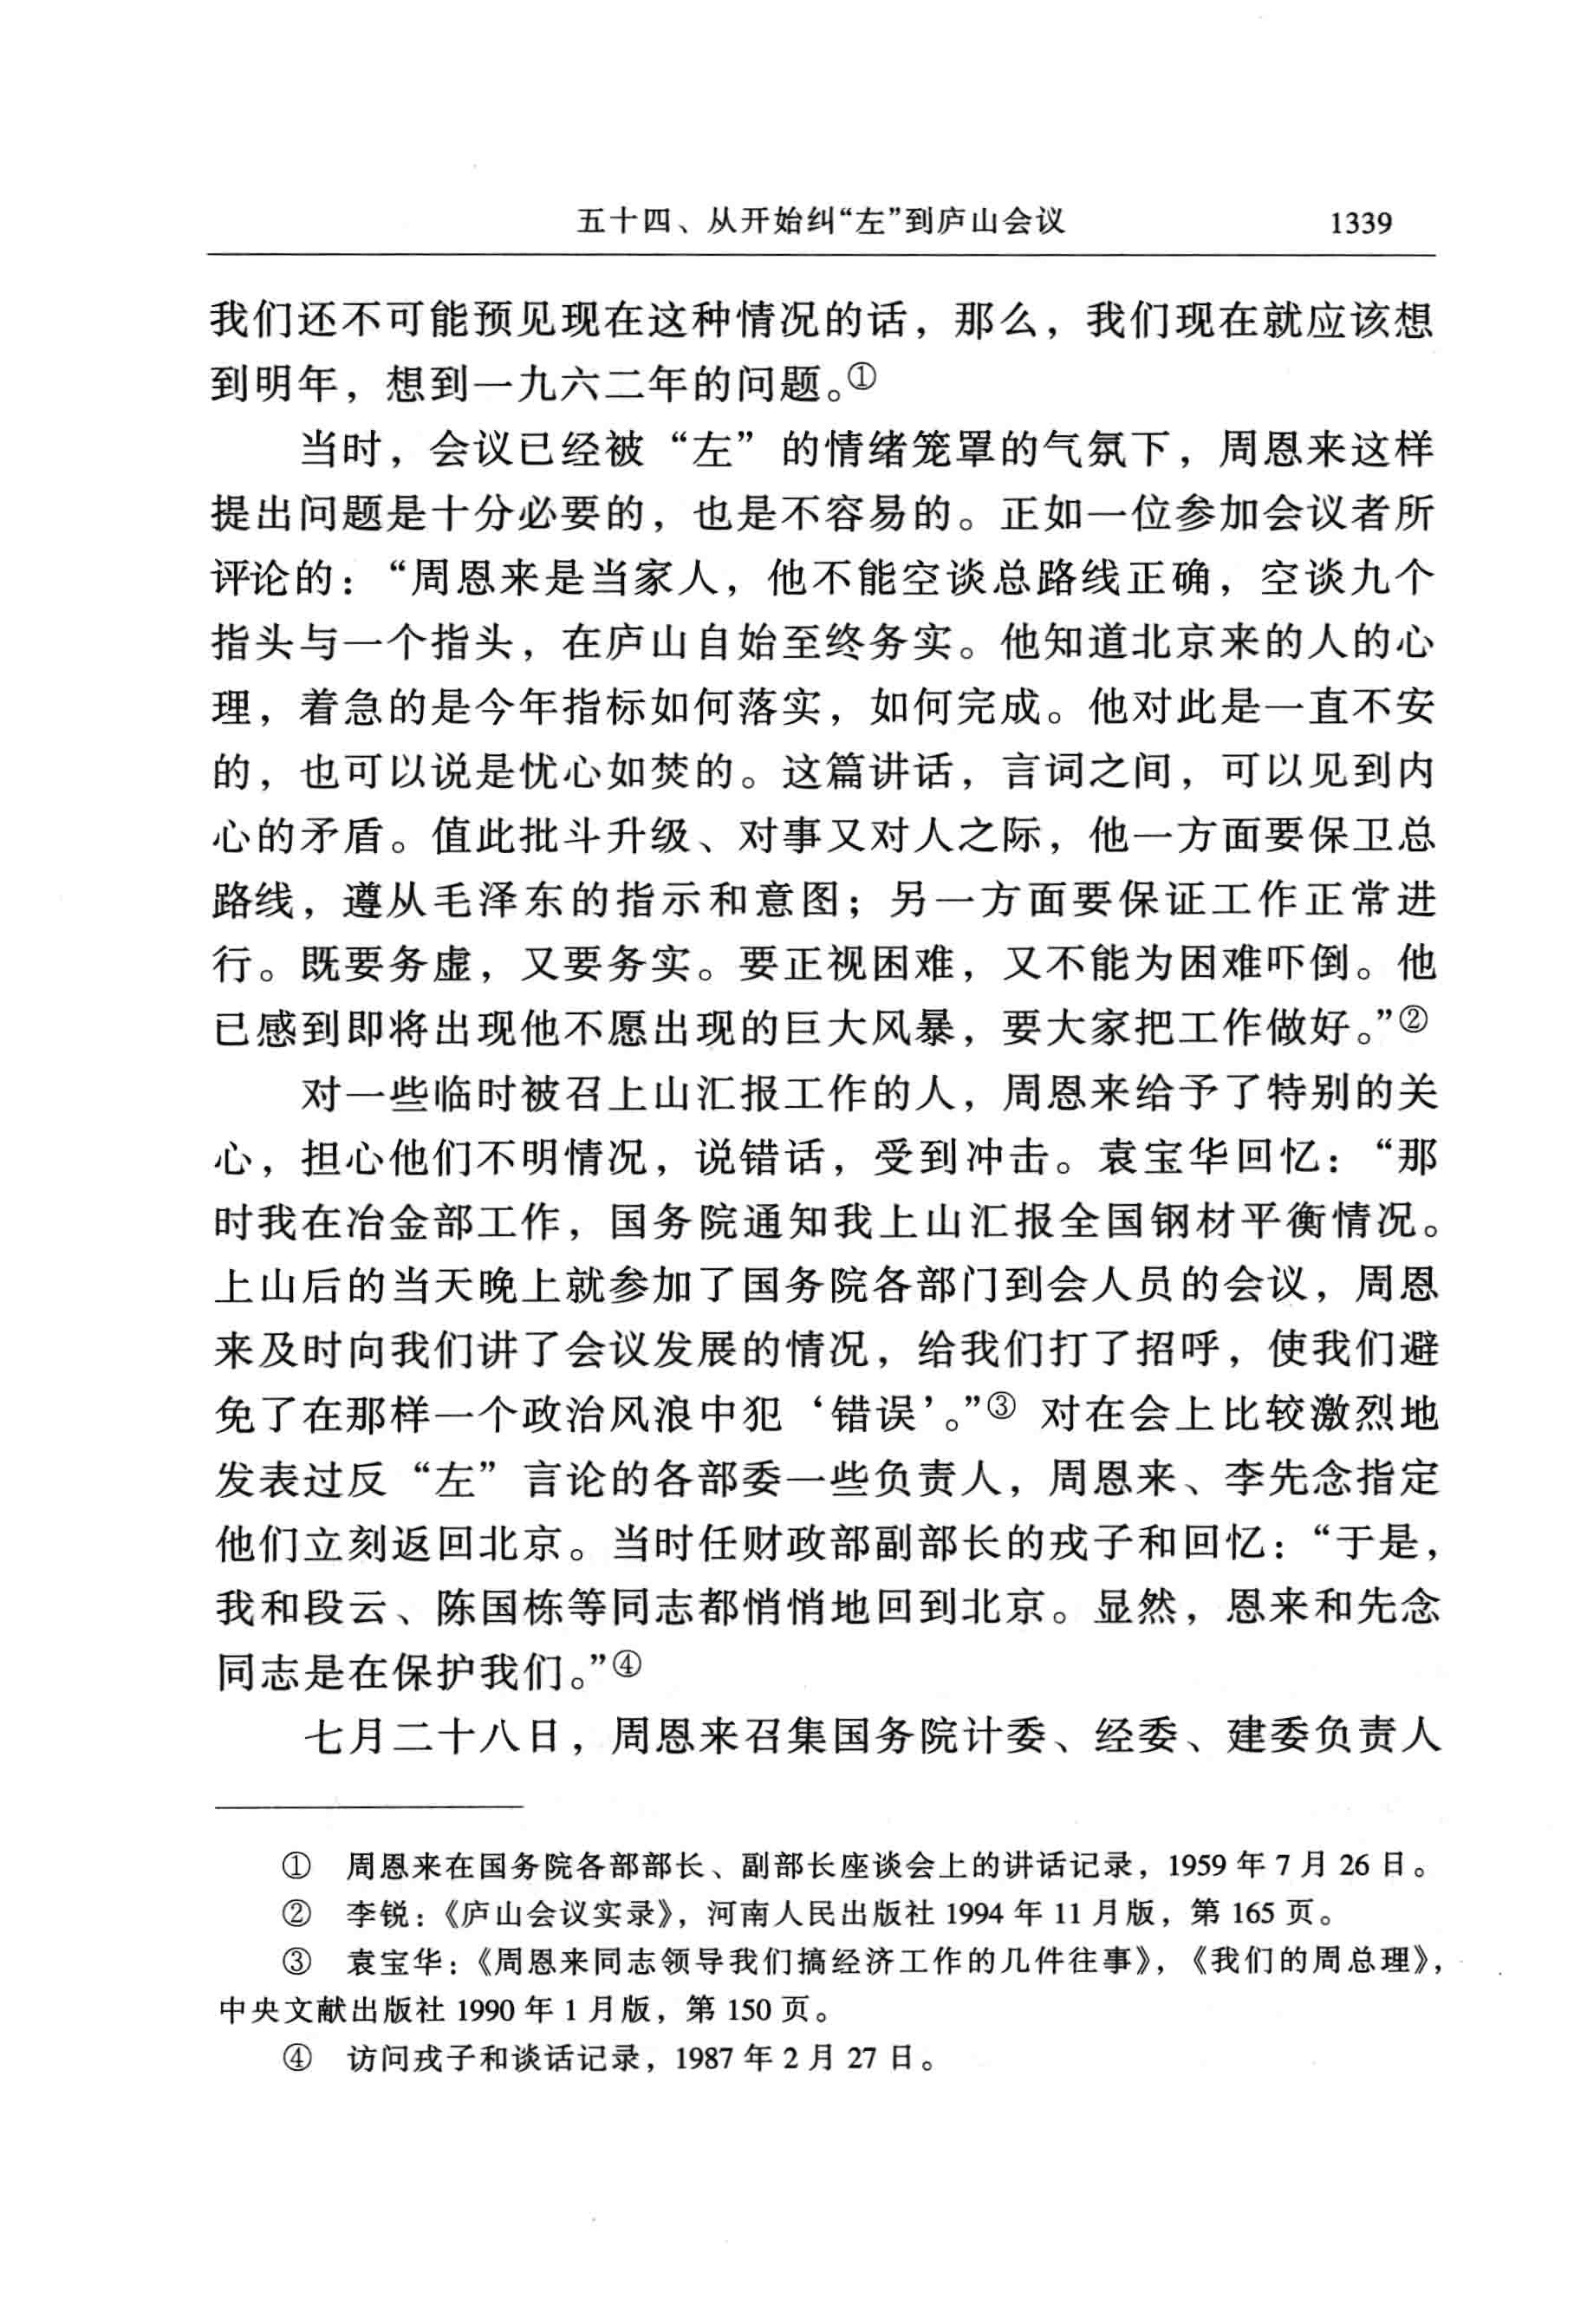 五十四、从开始纠“左”到庐山会议 1339
我们还不可能预见现在这种情况的话，那么，我们现在就应该想
到明年，想到一九六二年的问题。①
当时，会议已经被“左”的情绪笼罩的气氛下，周恩来这样
提出问题是十分必要的，也是不容易的。正如一位参加会议者所
评论的：“周恩来是当家人，他不能空谈总路线正确，空谈九个
指头与一个指头，在庐山自始至终务实。他知道北京来的人的心
理，着急的是今年指标如何落实，如何完成。他对此是一直不安
的，也可以说是忧心如焚的。这篇讲话，言词之间，可以见到内
心的矛盾。值此批斗升级、对事又对人之际，他一方面要保卫总
路线，遵从毛泽东的指示和意图；另一方面要保证工作正常进
行。既要务虚，又要务实。要正视困难，又不能为困难吓倒。他
已感到即将出现他不愿出现的巨大风暴，要大家把工作做好。”②
对一些临时被召上山汇报工作的人，周恩来给予了特别的关
心，担心他们不明情况，说错话，受到冲击。袁宝华回忆：“那
时我在冶金部工作，国务院通知我上山汇报全国钢材平衡情况。
上山后的当天晚上就参加了国务院各部门到会人员的会议，周恩
来及时向我们讲了会议发展的情况，给我们打了招呼，使我们避
免了在那样一个政治风浪中犯‘错误’。”③ 对在会上比较激烈地
发表过反“左”言论的各部委一些负责人，周恩来、李先念指定
他们立刻返回北京。当时任财政部副部长的戎子和回忆：“于是，
我和段云、陈国栋等同志都悄悄地回到北京。显然，恩来和先念
同志是在保护我们。”④
七月二十八日，周恩来召集国务院计委、经委、建委负责人
① 周恩来在国务院各部部长、副部长座谈会上的讲话记录，1959 年 7 月 26 日。
② 李锐：《庐山会议实录》，河南人民出版社 1994 年 11 月版，第 165 页。
③ 袁宝华：《周恩来同志领导我们搞经济工作的几件往事》，《我们的周总理》，
中央文献出版社 1990 年 1 月版，第 150 页。
④ 访问戎子和谈话记录，1987 年 2 月 27 日。